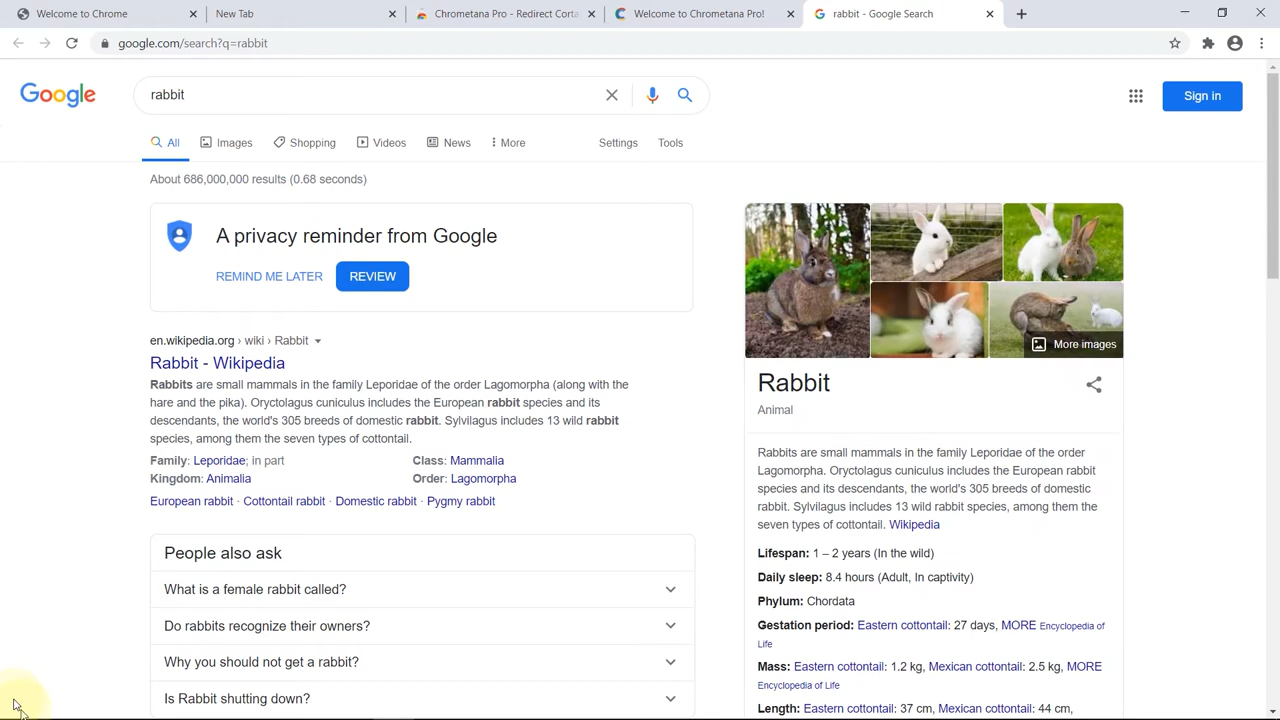 Welcome to Chrome
New Tab
Chrometana Pro - Redirect Corta
Welcome to Chrometana Pro!
rabbit - Google Search
google.com/search?q=rabbit
Google
rabbit
Sign in
All
Images
Shopping
Videos
News
More
Settings
Tools
About 686,000,000 results (0.68 seconds)
A privacy reminder from Google
REMIND ME LATER
REVIEW
en.wikipedia.org › wiki › Rabbit
Rabbit - Wikipedia
Rabbits are small mammals in the family Leporidae of the order Lagomorpha (along with the
hare and the pika). Oryctolagus cuniculus includes the European rabbit species and its
descendants, the world's 305 breeds of domestic rabbit. Sylvilagus includes 13 wild rabbit
species, among them the seven types of cottontail.
Family: Leporidae; in part
Class: Mammalia
Kingdom: Animalia
Order: Lagomorpha
European rabbit · Cottontail rabbit · Domestic rabbit · Pygmy rabbit
People also ask
What is a female rabbit called?
Do rabbits recognize their owners?
Why you should not get a rabbit?
Is Rabbit shutting down?
More images
Rabbit
Animal
Rabbits are small mammals in the family Leporidae of the order
Lagomorpha. Oryctolagus cuniculus includes the European rabbit
species and its descendants, the world's 305 breeds of domestic
rabbit. Sylvilagus includes 13 wild rabbit species, among them the
seven types of cottontail. Wikipedia
Lifespan: 1 – 2 years (In the wild)
Daily sleep: 8.4 hours (Adult, In captivity)
Phylum: Chordata
Gestation period: Eastern cottontail: 27 days, MORE Encyclopedia of
Life
Mass: Eastern cottontail: 1.2 kg, Mexican cottontail: 2.5 kg, MORE
Encyclopedia of Life
Length: Eastern cottontail: 37 cm, Mexican cottontail: 44 cm,